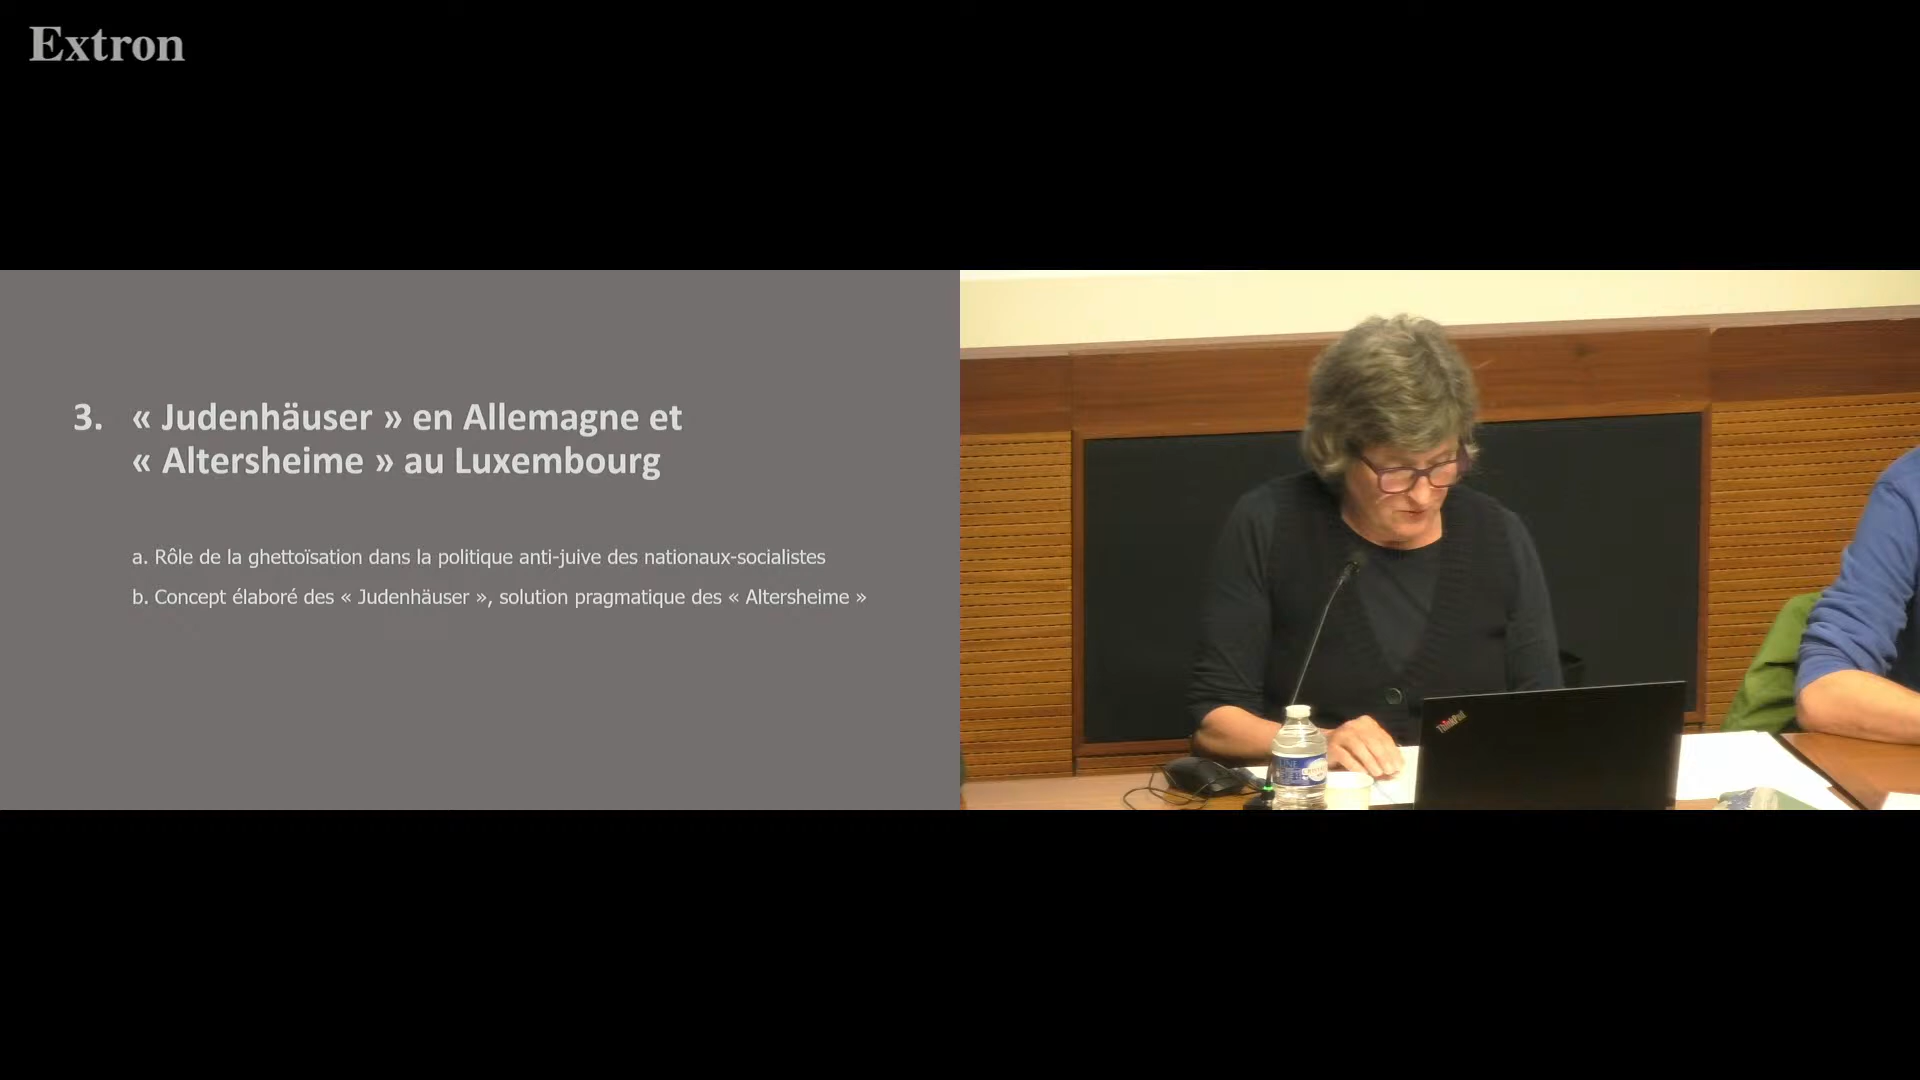 Extron
3. « Judenhäuser » en Allemagne et
« Altersheime » au Luxembourg
a. Rôle de la ghettoïsation dans la politique anti-juive des nationaux-socialistes
b. Concept élaboré des « Judenhäuser », solution pragmatique des « Altersheime »
ThinkPad